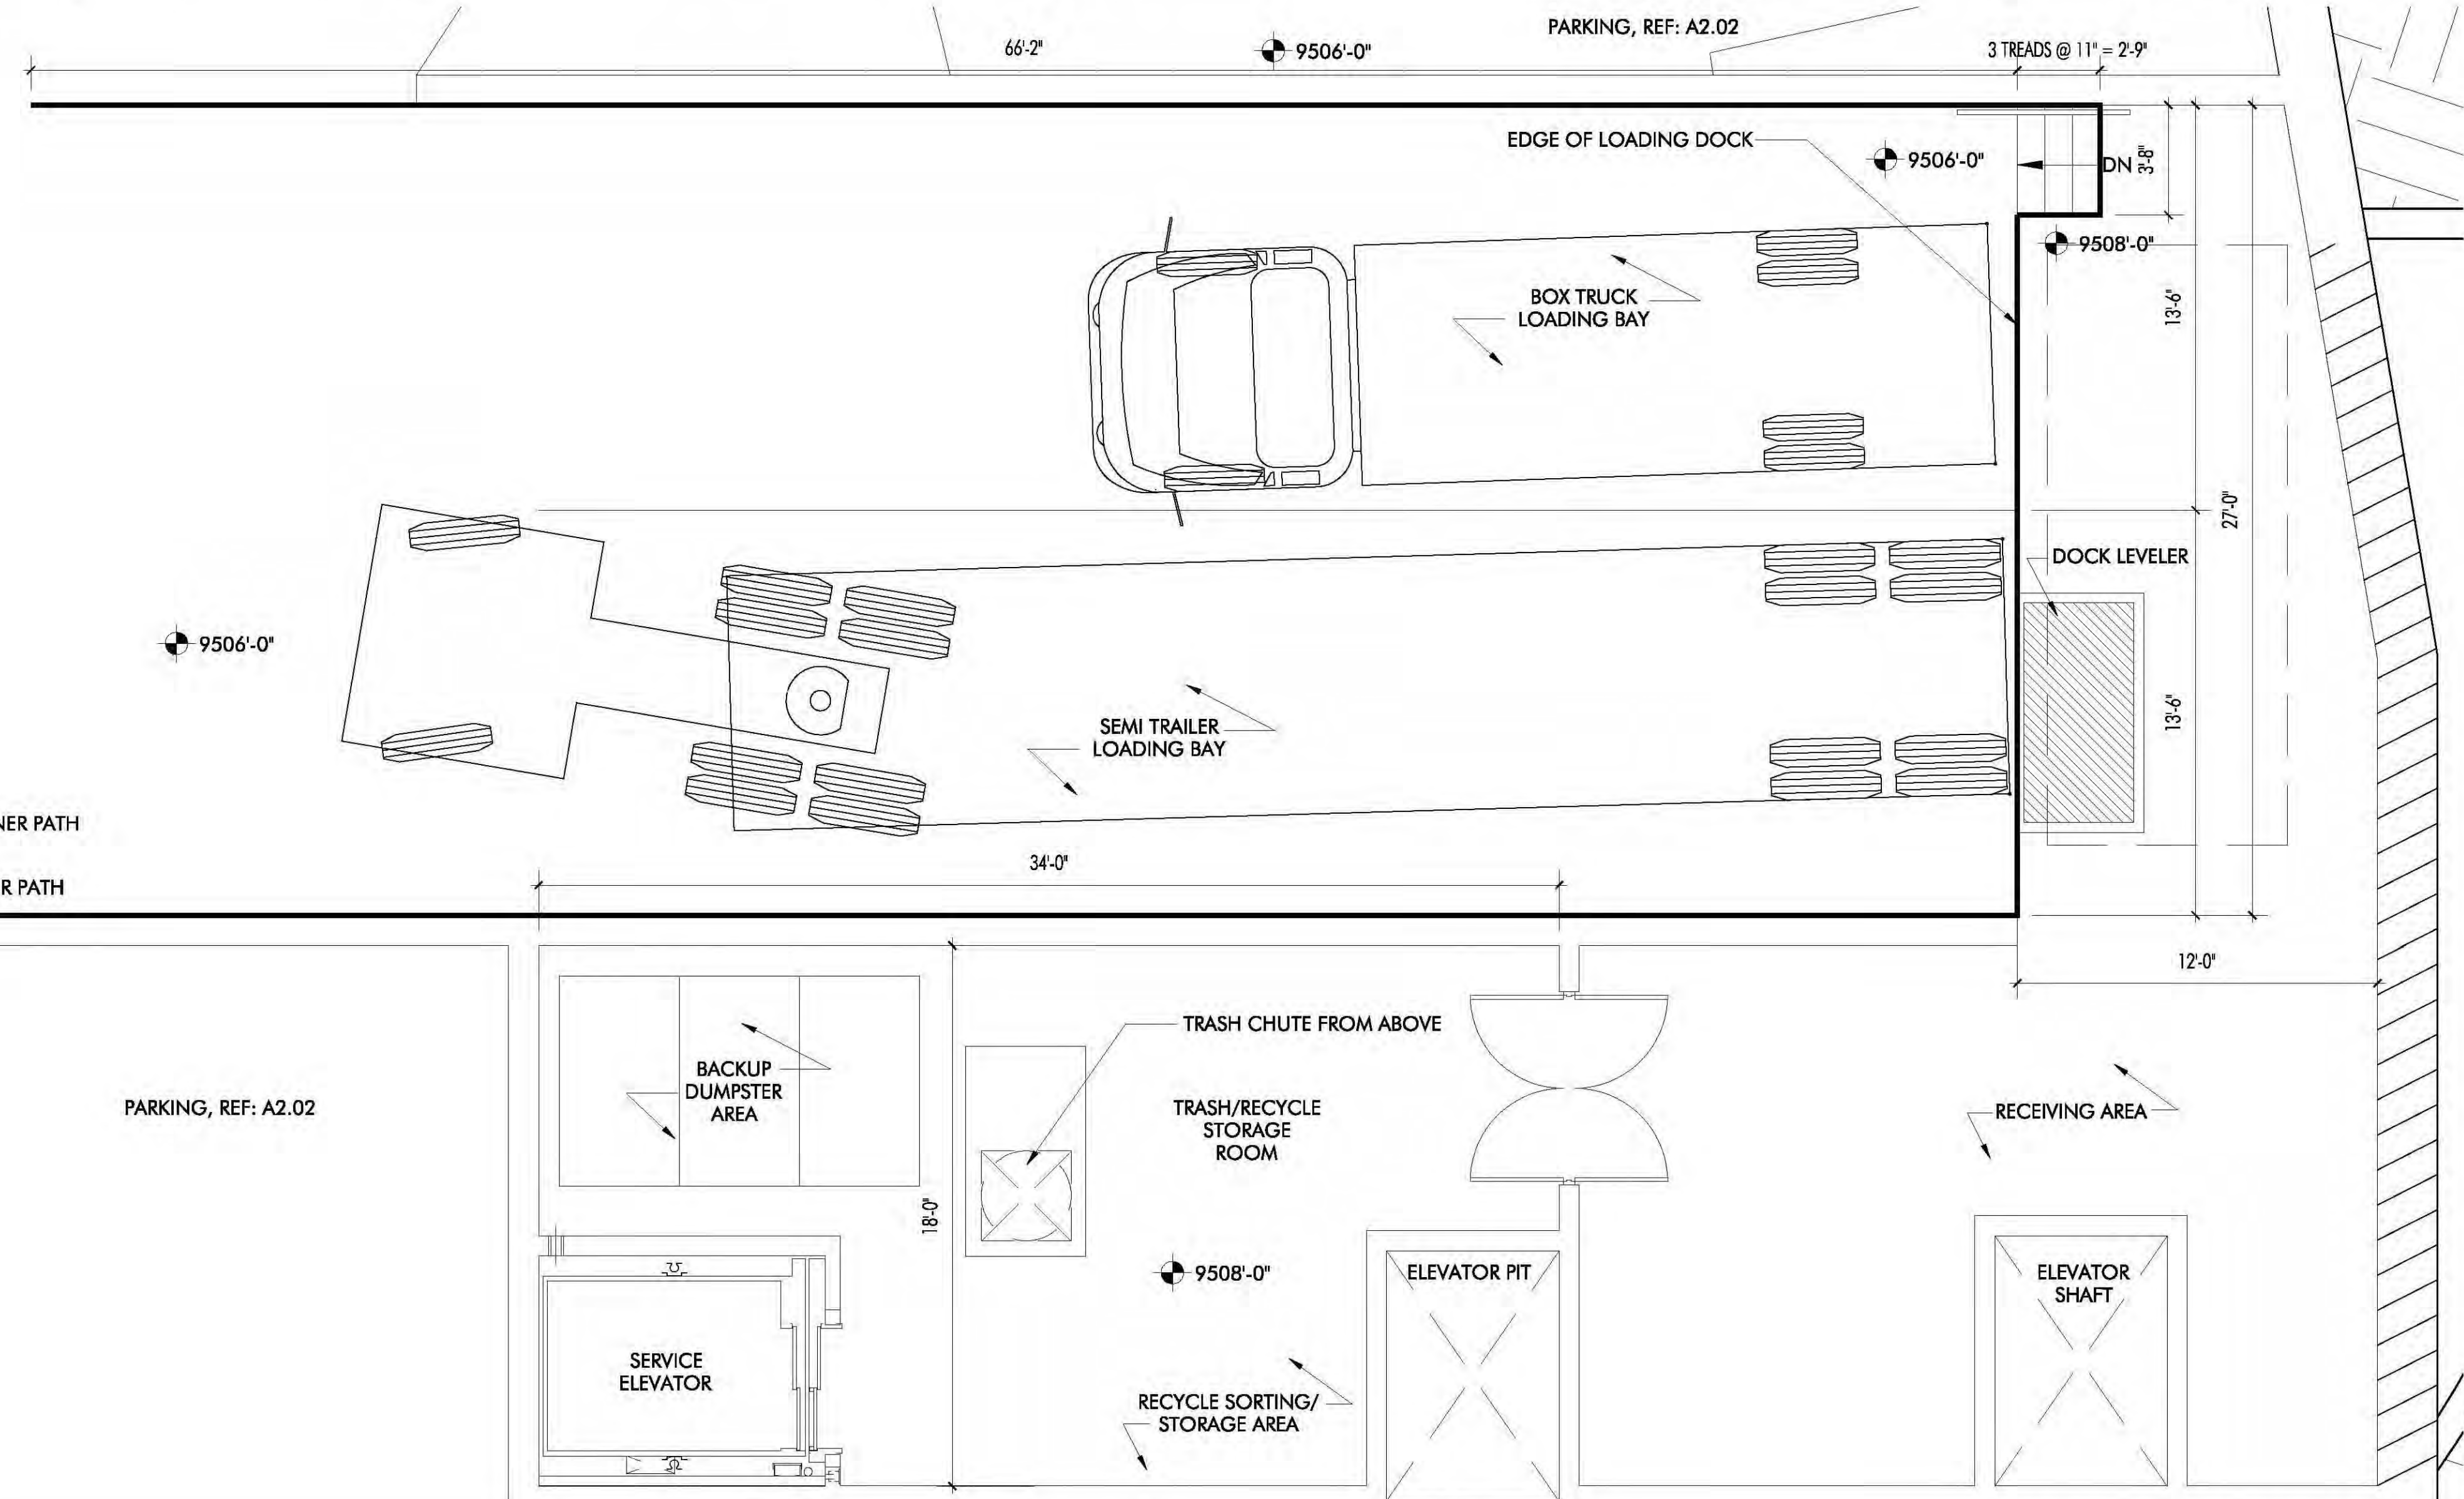 PARKING, REF: A2.02
66'-2"
9506'-0"
3 TREADS @ 11" = 2'-9"
EDGE OF LOADING DOCK
9506'-0"
DN
3'-8"
9508'-0"
BOX TRUCK
LOADING BAY
13'-6"
27'-0"
DOCK LEVELER
9506'-0"
SEMI TRAILER
LOADING BAY
13'-6"
NER PATH
R PATH
34'-0"
12'-0"
TRASH CHUTE FROM ABOVE
BACKUP
DUMPSTER
AREA
PARKING, REF: A2.02
TRASH/RECYCLE
STORAGE
ROOM
RECEIVING AREA
18'-0"
9508'-0"
ELEVATOR PIT
ELEVATOR
SHAFT
SERVICE
ELEVATOR
RECYCLE SORTING/
STORAGE AREA